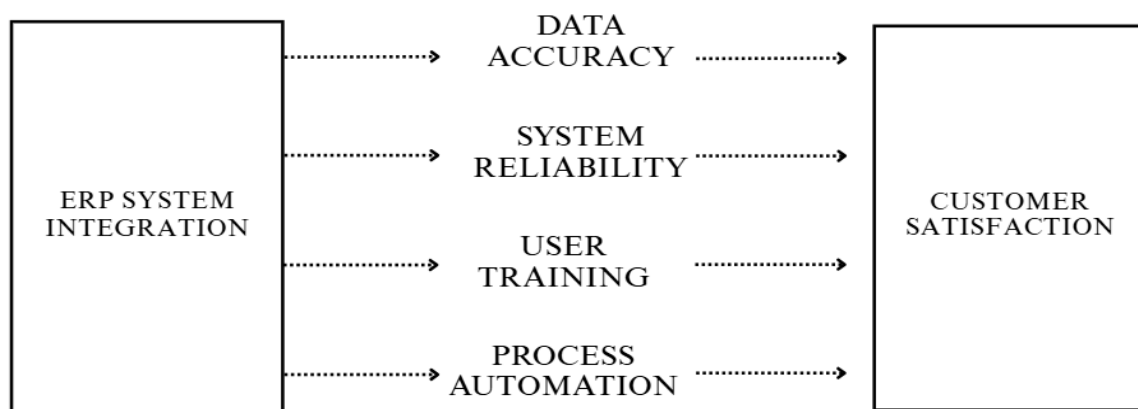 DATA
ACCURACY
SYSTEM
RELIABILITY
ERP SYSTEM
INTEGRATION
CUSTOMER
SATISFACTION
USER
TRAINING
PROCESS
AUTOMATION